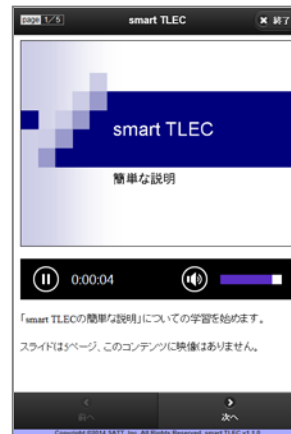 page 1/5 smart TLEC × 終了
smart TLEC
簡単な説明
0:00:04
「smart TLECの簡単な説明」についての学習を始めます。
スライドは5ページ、このコンテンツに映像はありません。
前へ 次へ
Copyright ©2014 SATT, Inc. All Rights Reserved. smart TLEC v1.1.0